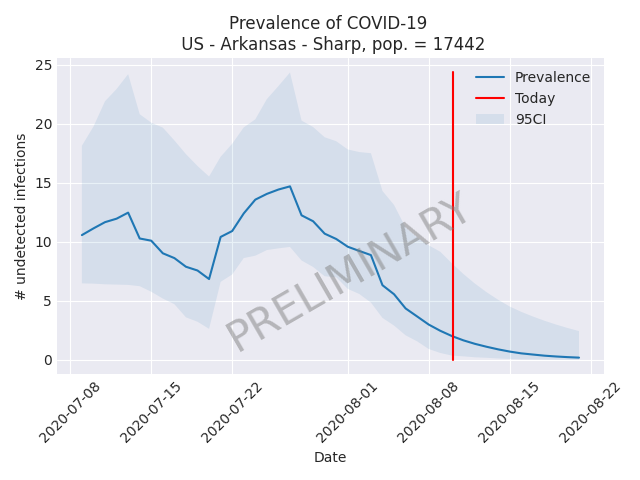 Prevalence of COVID-19
US - Arkansas - Sharp, pop. = 17442
25
20
15
10
5
0
# undetected infections
Prevalence
Today
95CI
PRELIMINARY
2020-07-08
2020-07-15
2020-07-22
2020-08-01
2020-08-08
2020-08-15
2020-08-22
Date